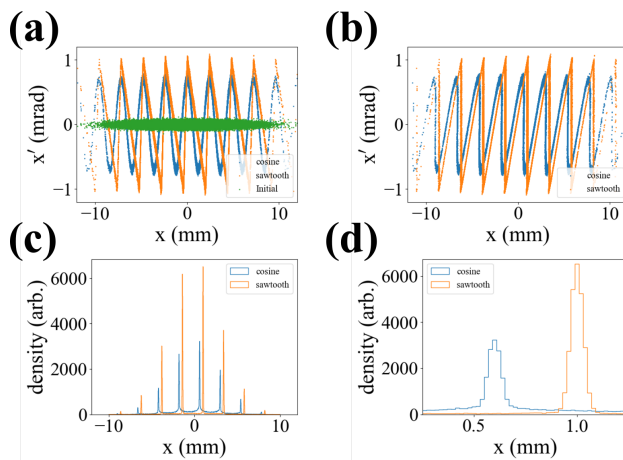 (a)
(b)
x′ (mrad)
1
0
−1
cosine
sawtooth
Initial
−10
0
10
x (mm)
x′ (mrad)
1
0
−1
cosine
sawtooth
−10
0
10
x (mm)
(c)
(d)
density (arb.)
6000
4000
2000
0
cosine
sawtooth
−10
0
10
x (mm)
density (arb.)
6000
4000
2000
0
cosine
sawtooth
0.5
1.0
x (mm)